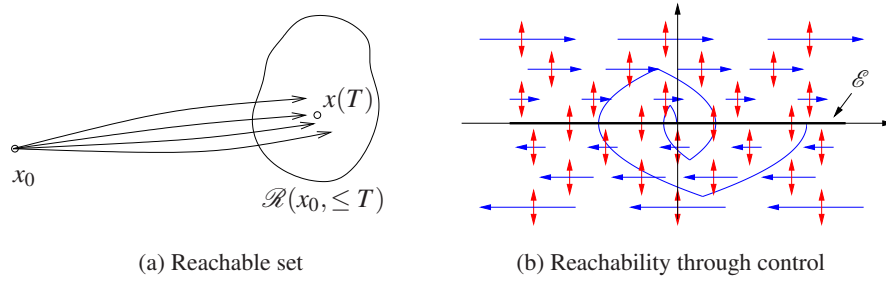 x(T)
x₀
ℛ(x₀, ≤ T)
(a) Reachable set
ℰ
(b) Reachability through control